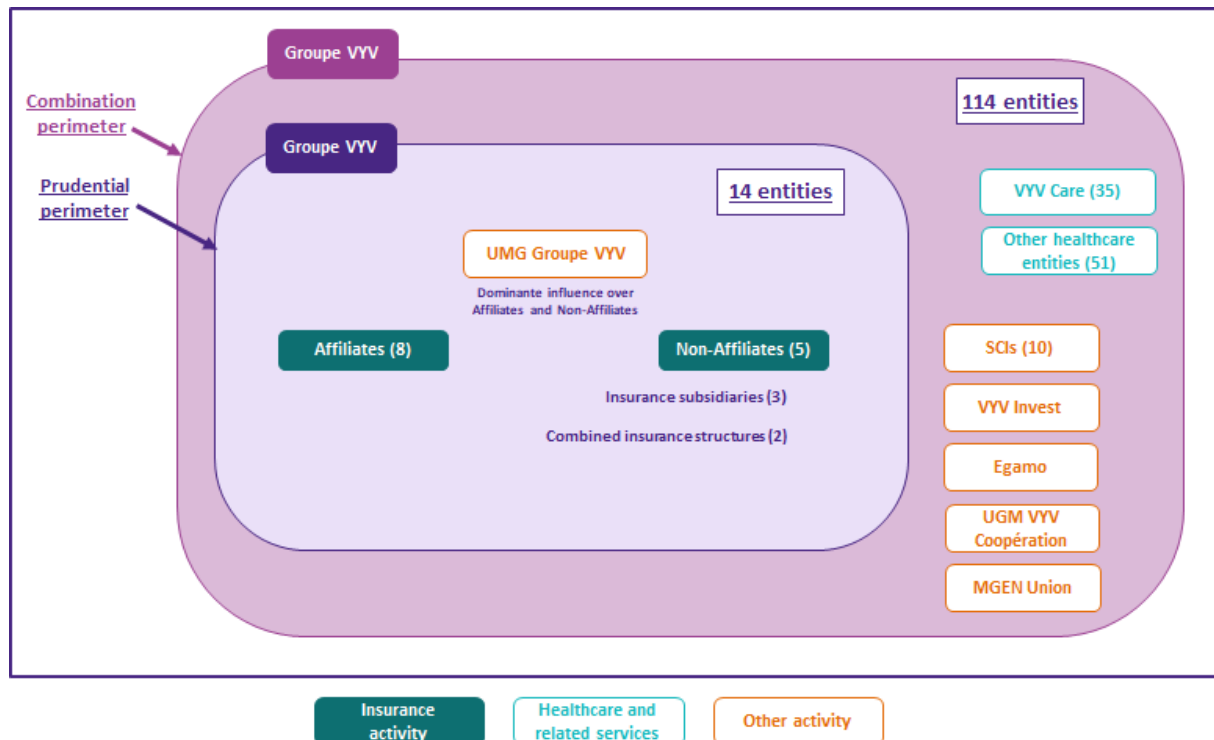 Groupe VYV
Combination
perimeter
114 entities
Groupe VYV
Prudential
perimeter
14 entities
VYV Care (35)
Other healthcare
entities (51)
UMG Groupe VYV
Dominante influence over
Affiliates and Non-Affiliates
Affiliates (8)
Non-Affiliates (5)
SCIs (10)
Insurance subsidiaries (3)
VYV Invest
Combined insurance structures (2)
Egamo
UGM VYV
Coopération
MGEN Union
Insurance
activity
Healthcare and
related services
Other activity